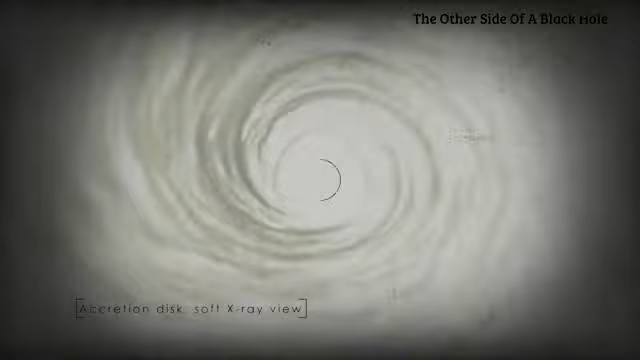 The Other Side Of A Black Hole
[Accretion disk, soft X-ray view]